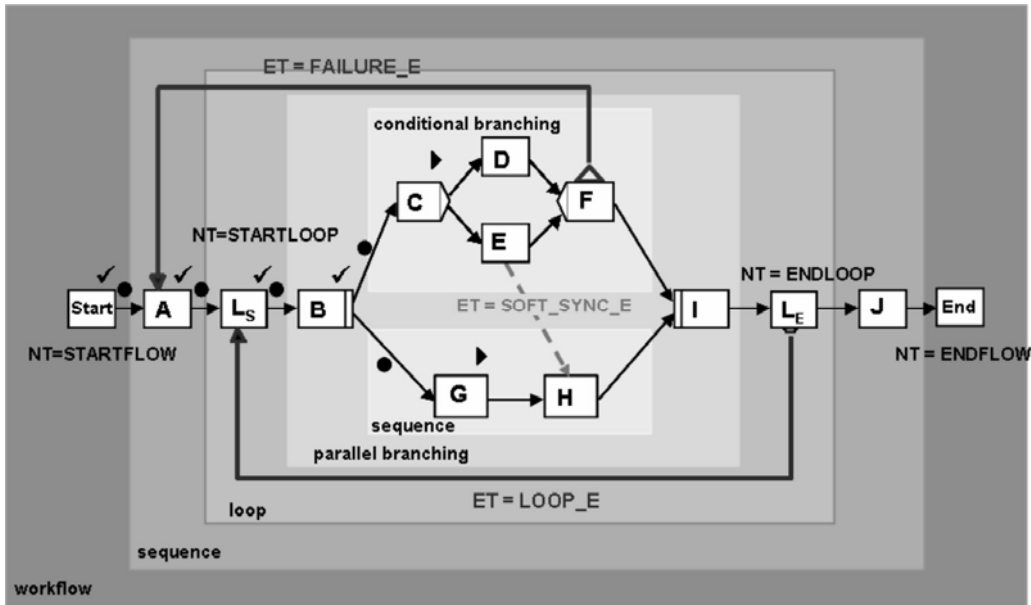 ET = FAILURE_E
conditional branching
D
C
F
NT=STARTLOOP
E
NT = ENDLOOP
Start
A
LS
B
ET = SOFT_SYNC_E
I
LE
J
End
NT=STARTFLOW
NT = ENDFLOW
G
H
sequence
parallel branching
ET = LOOP_E
loop
sequence
workflow